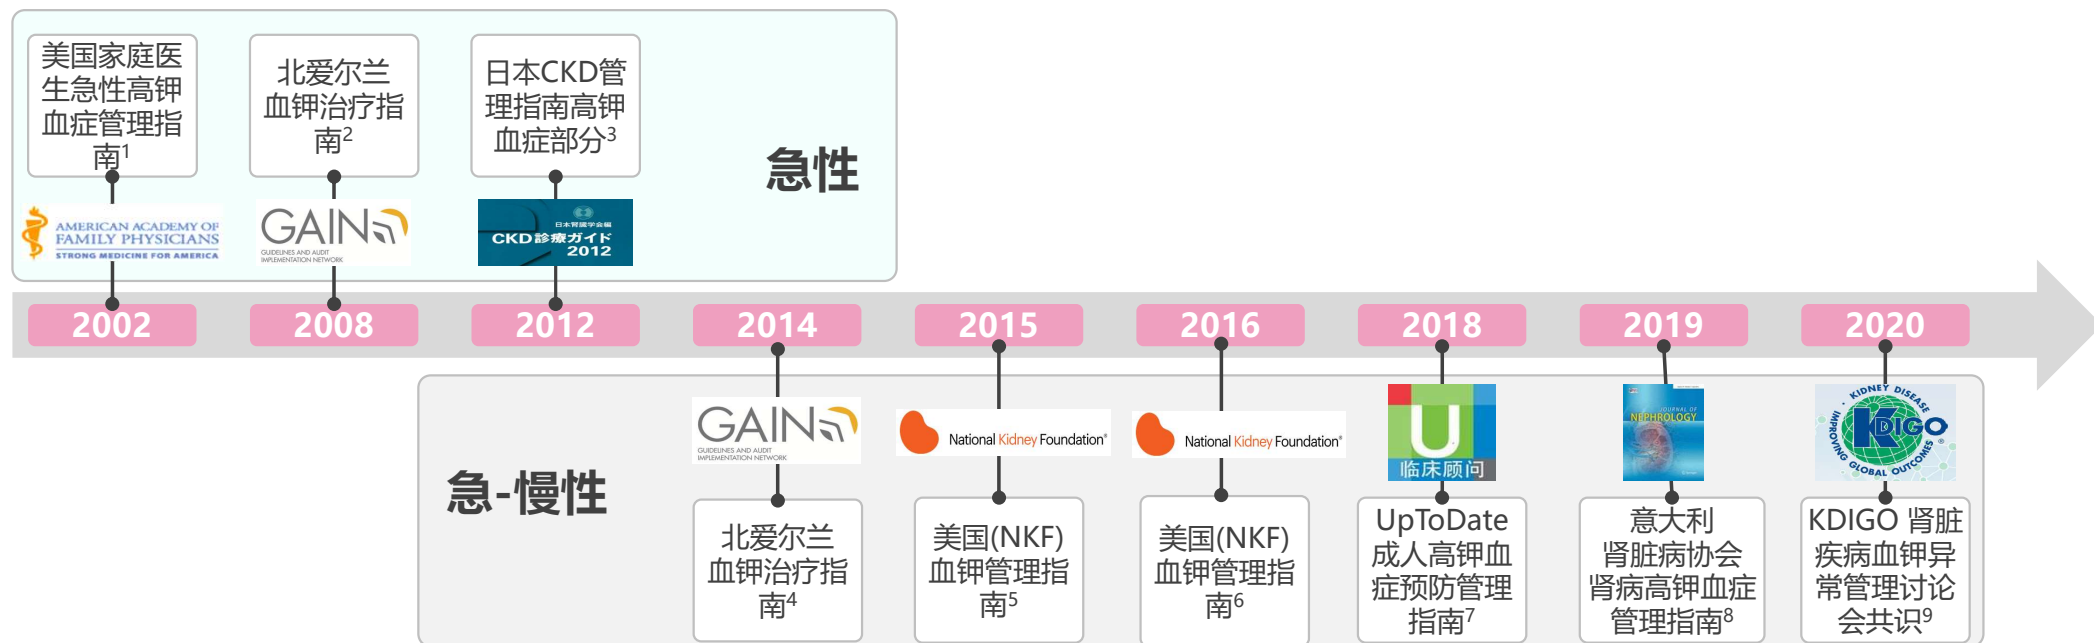 美国家庭医
生急性高钾
血症管理指
南1
北爱尔兰
血钾治疗指
南2
日本CKD管
理指南高钾
血症部分3
急性
AMERICAN ACADEMY OF
FAMILY PHYSICIANS
STRONG MEDICINE FOR AMERICA
GAIN
GUIDELINES AND AUDIT
IMPLEMENTATION NETWORK
日本腎臓学会編
CKD診療ガイド
2012
2002
2008
2012
2014
2015
2016
2018
2019
2020
急-慢性
GAIN
GUIDELINES AND AUDIT
IMPLEMENTATION NETWORK
National Kidney Foundation®
National Kidney Foundation®
U
临床顾问
JOURNAL OF
NEPHROLOGY
KIDNEY DISEASE
KDIGO
IMPROVING GLOBAL OUTCOMES
®
北爱尔兰
血钾治疗指
南4
美国(NKF)
血钾管理指
南5
美国(NKF)
血钾管理指
南6
UpToDate
成人高钾血
症预防管理
指南7
意大利
肾脏病协会
肾病高钾血症
管理指南8
KDIGO 肾脏
疾病血钾异
常管理讨论
会共识9